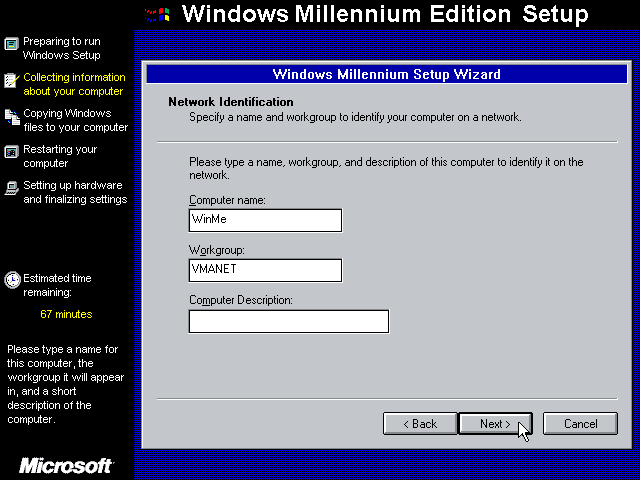 Windows Millennium Edition Setup
Preparing to run
Windows Setup
Collecting information
about your computer
Copying Windows
files to your computer
Restarting your
computer
Setting up hardware
and finalizing settings
Estimated time
remaining:
67 minutes
Please type a name for
this computer, the
workgroup it will appear
in, and a short
description of the
computer.
Microsoft
Windows Millennium Setup Wizard
Network Identification
Specify a name and workgroup to identify your computer on a network.
Please type a name, workgroup, and description of this computer to identify it on the
network.
Computer name:
WinMe
Workgroup:
VMANET
Computer Description:
< Back
Next >
Cancel